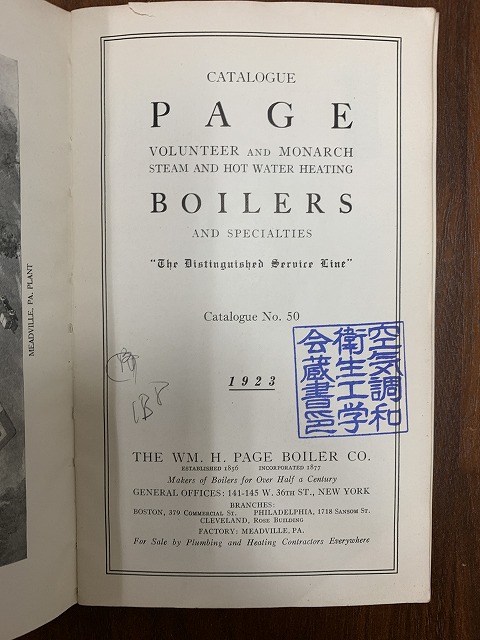 CATALOGUE
PAGE
VOLUNTEER AND MONARCH
STEAM AND HOT WATER HEATING
BOILERS
AND SPECIALTIES
"The Distinguished Service Line"
Catalogue No. 50
1923
空気調和
衛生工学
会蔵書印
THE WM. H. PAGE BOILER CO.
ESTABLISHED 1856 INCORPORATED 1877
Makers of Boilers for Over Half a Century
GENERAL OFFICES: 141-145 W. 36TH ST., NEW YORK
BRANCHES:
BOSTON, 379 COMMERCIAL ST. PHILADELPHIA, 1718 SANSOM ST.
CLEVELAND, ROSE BUILDING
FACTORY: MEADVILLE, PA.
For Sale by Plumbing and Heating Contractors Everywhere
MEADVILLE, PA. PLANT